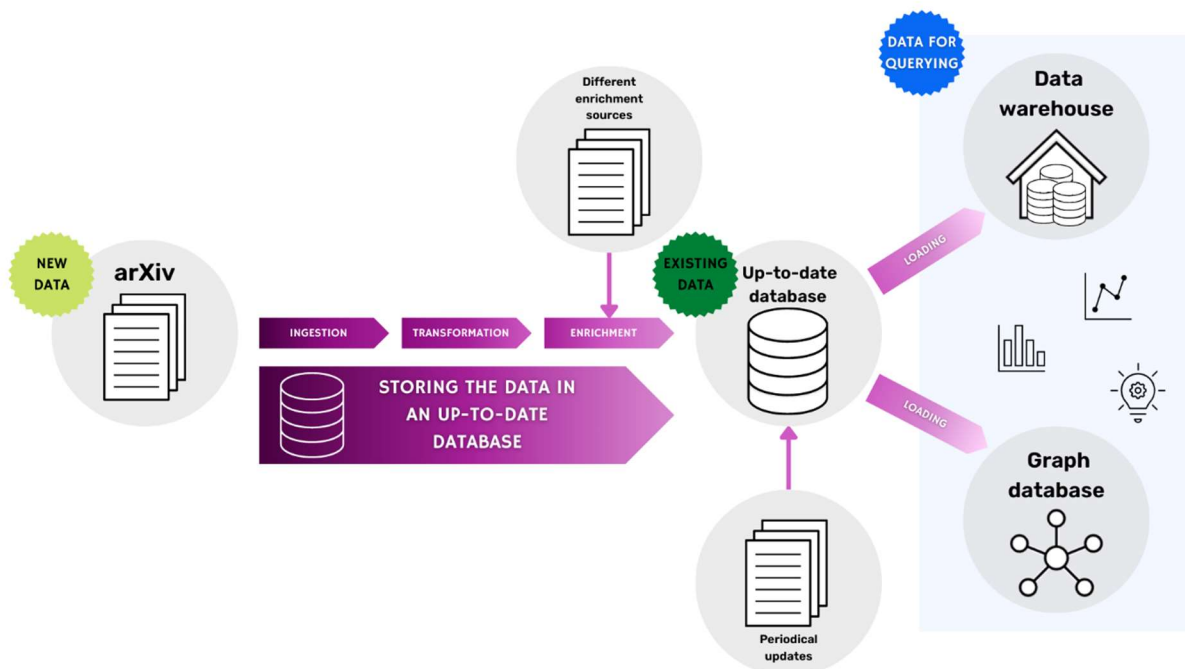 NEW
DATA
arXiv
INGESTION
TRANSFORMATION
ENRICHMENT
STORING THE DATA IN
AN UP-TO-DATE
DATABASE
Different
enrichment
sources
EXISTING
DATA
Up-to-date
database
Periodical
updates
LOADING
LOADING
DATA FOR
QUERYING
Data
warehouse
Graph
database